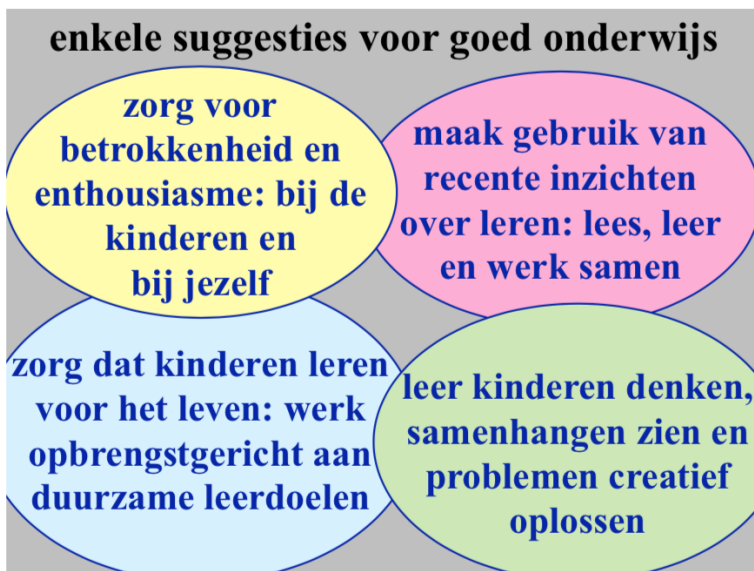 enkele suggesties voor goed onderwijs
zorg voor
betrokkenheid en
enthousiasme: bij de
kinderen en
bij jezelf
maak gebruik van
recente inzichten
over leren: lees, leer
en werk samen
zorg dat kinderen leren
voor het leven: werk
opbrengstgericht aan
duurzame leerdoelen
leer kinderen denken,
samenhangen zien en
problemen creatief
oplossen